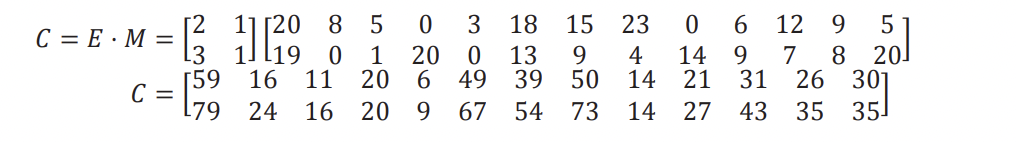 C = E · M = [2 1] [20 8 5 0 3 18 15 23 0 6 12 9 5]
[3 1] [19 0 1 20 0 13 9 4 14 9 7 8 20]
C = [59 16 11 20 6 49 39 50 14 21 31 26 30]
[79 24 16 20 9 67 54 73 14 27 43 35 35]